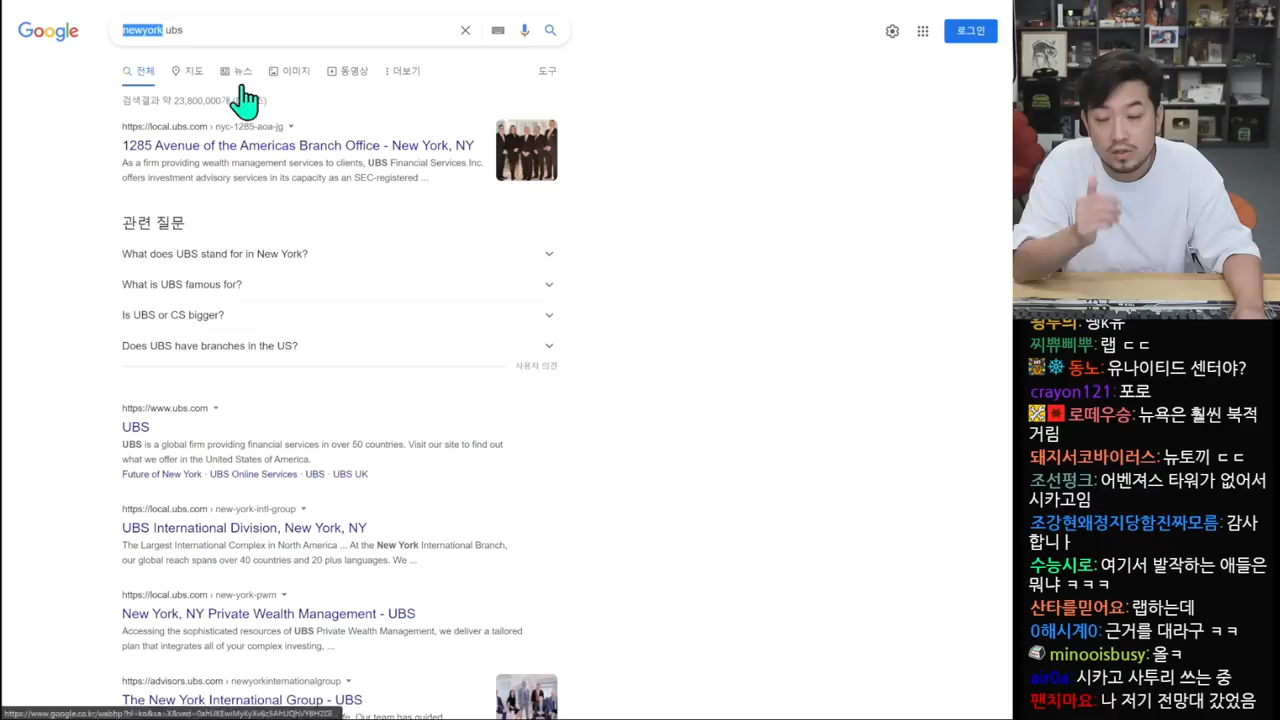 Google
newyork ubs
로그인
전체
지도
뉴스
이미지
동영상
더보기
도구
검색결과 약 23,800,000개
https://local.ubs.com › nyc-1285-aoa-jg
1285 Avenue of the Americas Branch Office - New York, NY
As a firm providing wealth management services to clients, UBS Financial Services Inc.
offers investment advisory services in its capacity as an SEC-registered ...
관련 질문
What does UBS stand for in New York?
What is UBS famous for?
Is UBS or CS bigger?
Does UBS have branches in the US?
사용자 의견
https://www.ubs.com
UBS
UBS is a global firm providing financial services in over 50 countries. Visit our site to find out
what we offer in the United States of America.
Future of New York · UBS Online Services · UBS · UBS UK
https://local.ubs.com › new-york-intl-group
UBS International Division, New York, NY
The Largest International Complex in North America ... At the New York International Branch,
our global reach spans over 40 countries and 20 plus languages. We ...
https://local.ubs.com › new-york-pwm
New York, NY Private Wealth Management - UBS
Accessing the sophisticated resources of UBS Private Wealth Management, we deliver a tailored
plan that integrates all of your complex investing, ...
https://advisors.ubs.com › newyorkinternationalgroup
The New York International Group - UBS
Our team has guided
찌쀼삐뿌: 랩 ㄷㄷ
동노: 유나이티드 센터야?
crayon121: 포로
로떼우승: 뉴욕은 훨씬 북적
거림
돼지서코바이러스: 뉴토끼 ㄷㄷ
조선펑크: 어벤져스 타워가 없어서
시카고임
조강현왜정지당함진짜모름: 감사
합니ㅏ
수능시로: 여기서 발작하는 애들은
뭐냐 ㅋㅋㅋ
산타를믿어요: 랩하는데
0해시계0: 근거를 대라구 ㅋㅋ
minooisbusy: 올ㅋ
air0a: 시카고 사투리 쓰는 중
팬치마요: 나 저기 전망대 갔었음